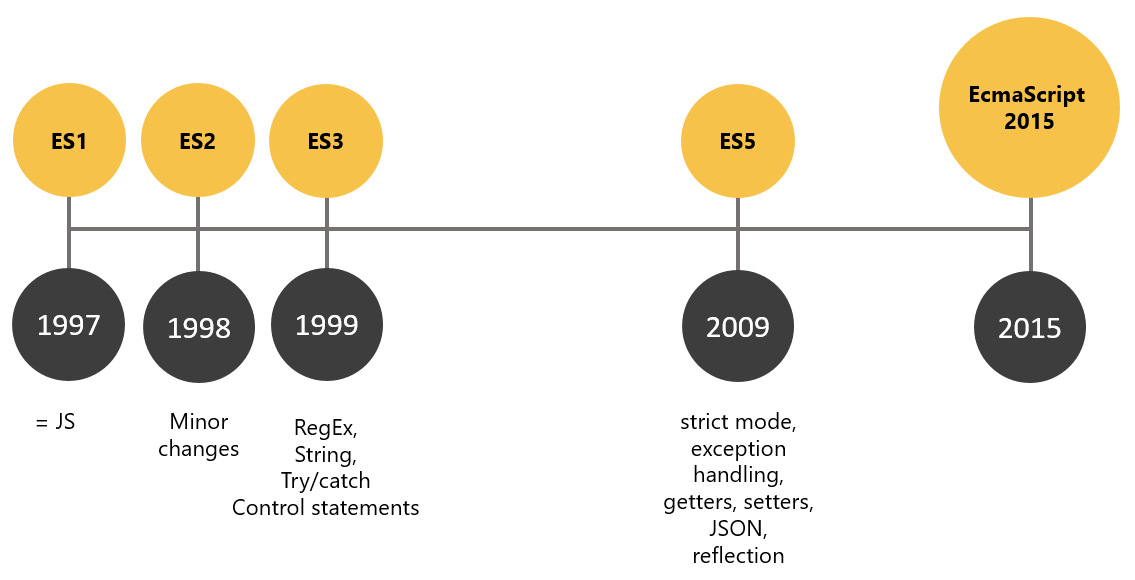 ES1
ES2
ES3
ES5
EcmaScript
2015
1997
1998
1999
2009
2015
= JS
Minor
changes
RegEx,
String,
Try/catch
Control statements
strict mode,
exception
handling,
getters, setters,
JSON,
reflection